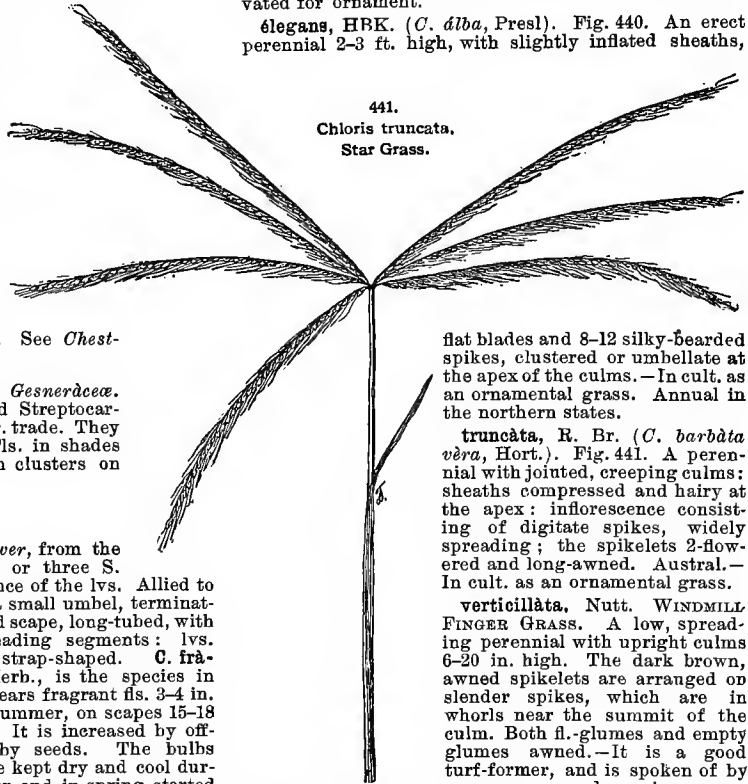 vated for ornament.
élegans, HBK. (C. álba, Presl). Fig. 440. An erect
perennial 2–3 ft. high, with slightly inflated sheaths,
441.
Chloris truncata.
Star Grass.
See Chest-
Gesneràceæ.
Streptocar-
trade. They
in shades
clusters on
from the
or three S.
of the lvs. Allied to
small umbel, terminat-
scape, long-tubed, with
segments: lvs.
strap-shaped. C. frà-
is the species in
fragrant fls. 3–4 in.
on scapes 15–18
It is increased by off-
by seeds. The bulbs
kept dry and cool dur-
and in spring started
flat blades and 8–12 silky-bearded
spikes, clustered or umbellate at
the apex of the culms.—In cult. as
an ornamental grass. Annual in
the northern states.
truncàta, R. Br. (C. barbàta
vèra, Hort.). Fig. 441. A peren-
nial with jointed, creeping culms:
sheaths compressed and hairy at
the apex: inflorescence consist-
ing of digitate spikes, widely
spreading; the spikelets 2-flow-
ered and long-awned. Austral.—
In cult. as an ornamental grass.
verticillàta, Nutt. WINDMILL
FINGER GRASS. A low, spread-
ing perennial with upright culms
6–20 in. high. The dark brown,
awned spikelets are arranged on
slender spikes, which are in
whorls near the summit of the
culm. Both fl.-glumes and empty
glumes awned.—It is a good
turf-former, and is spoken of by